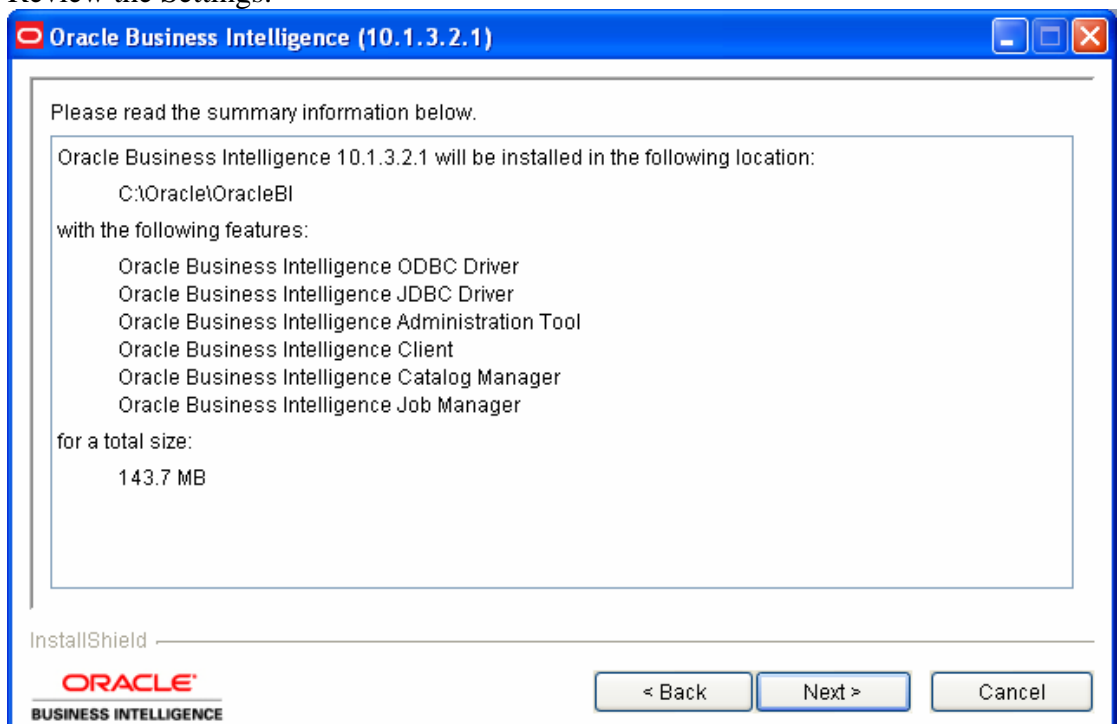 Review the Settings.
Oracle Business Intelligence (10.1.3.2.1)
Please read the summary information below.
Oracle Business Intelligence 10.1.3.2.1 will be installed in the following location:
C:\Oracle\OracleBI
with the following features:
Oracle Business Intelligence ODBC Driver
Oracle Business Intelligence JDBC Driver
Oracle Business Intelligence Administration Tool
Oracle Business Intelligence Client
Oracle Business Intelligence Catalog Manager
Oracle Business Intelligence Job Manager
for a total size:
143.7 MB
InstallShield
ORACLE
BUSINESS INTELLIGENCE
< Back Next > Cancel